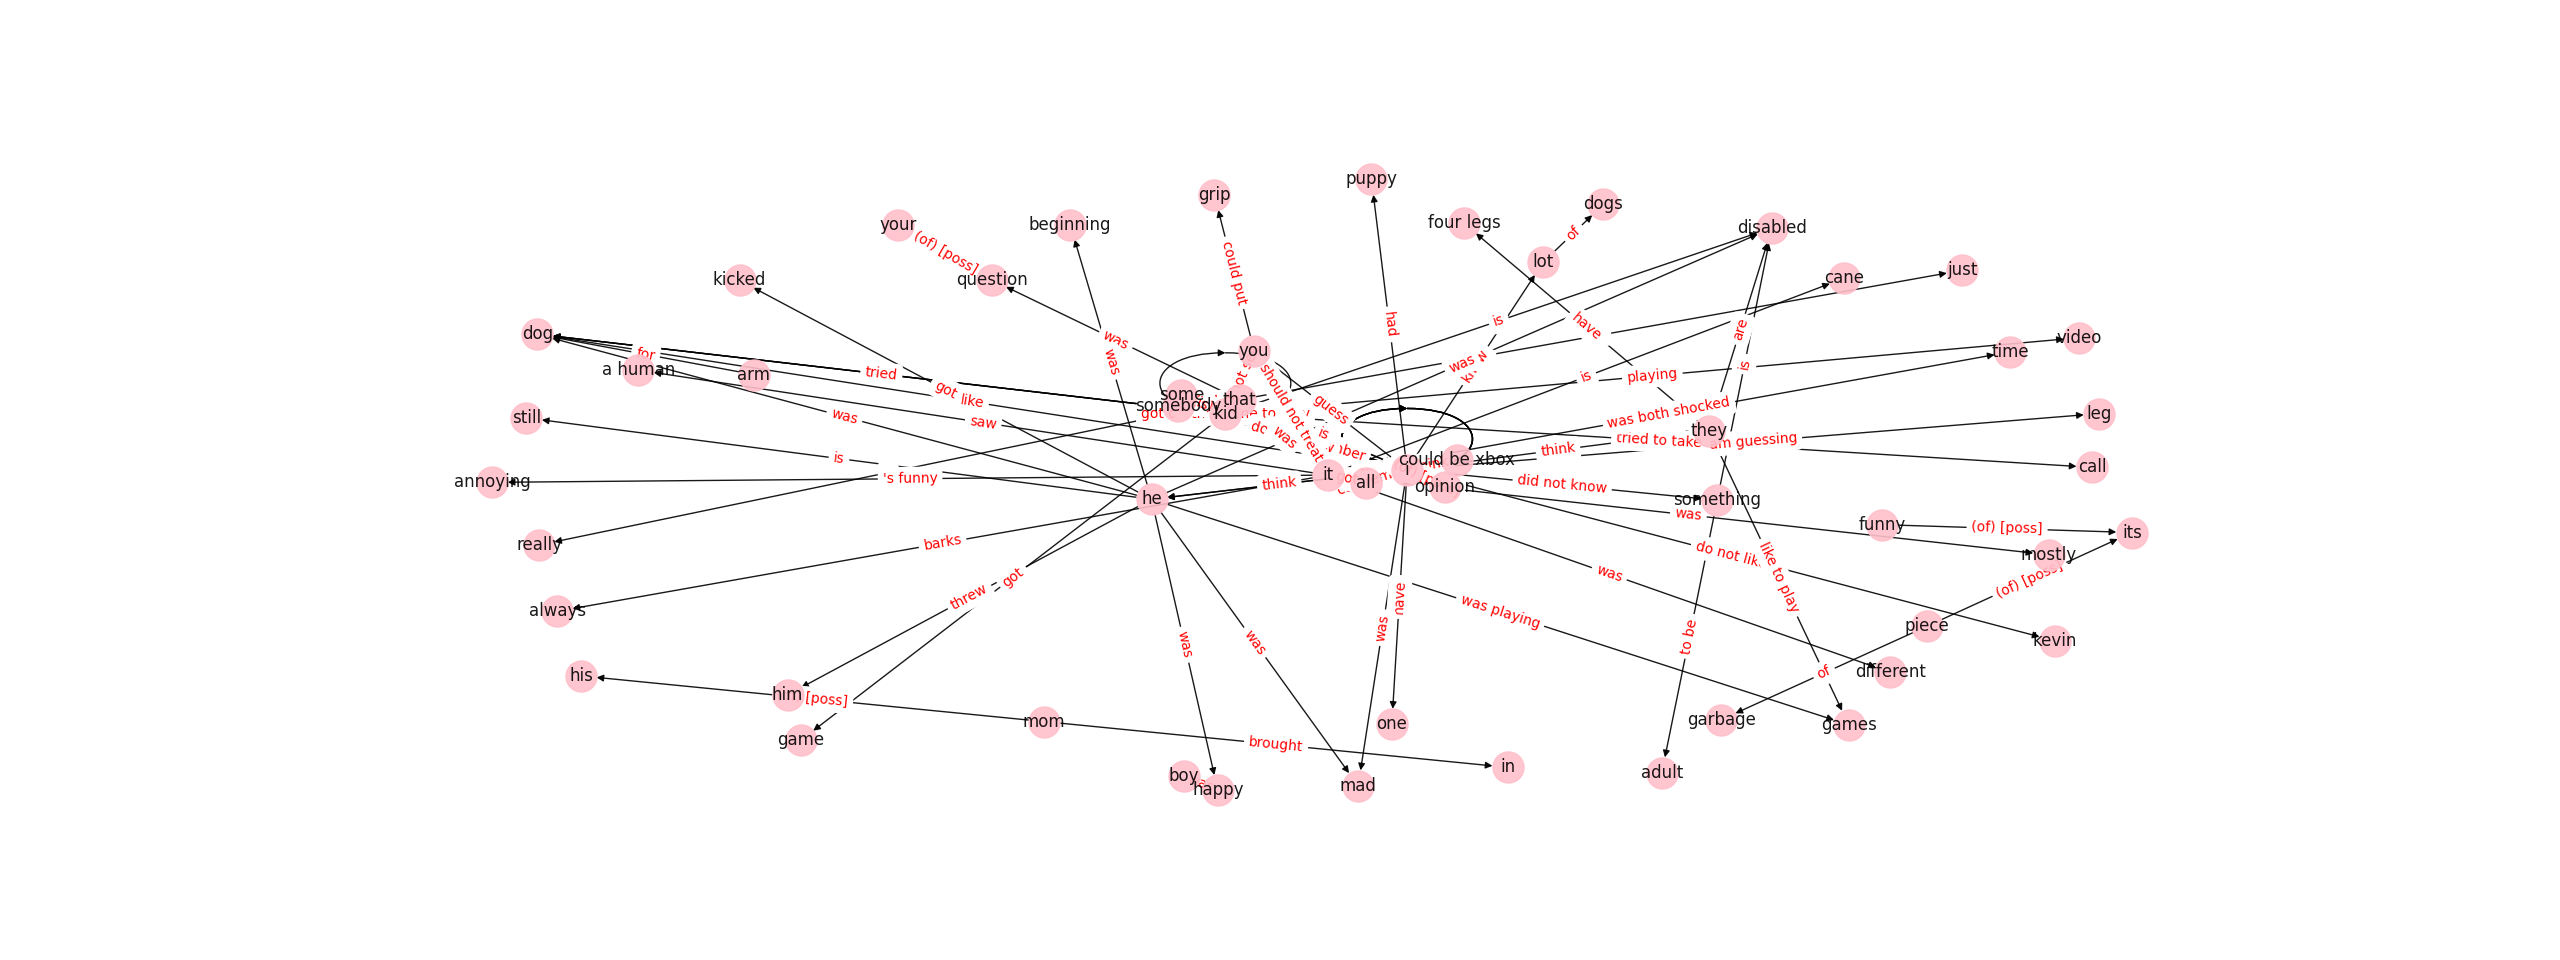 puppy
grip
dogs
your
beginning
four legs
disabled
of
(of) [poss]
lot
just
kicked
question
cane
could put
had
is
have
are
dog
was
video
for
you
time
a human
arm
tried
was
was
is
is
playing
got like
some
that
guess
was both shocked
somebody
kid
leg
still
was
saw
got
should not treat
is
they
tried to take
am guessing
was
think
could be xbox
call
is
annoying
's funny
it
all
i
opinion
think
did not know
he
something
was
funny
(of) [poss]
its
really
barks
do not like
mostly
like to play
was
(of) [poss]
threw
got
have
always
was playing
piece
was
was
was
to be
kevin
his
of
different
him
[poss]
mom
one
garbage
games
game
brought
in
boy
happy
mad
adult